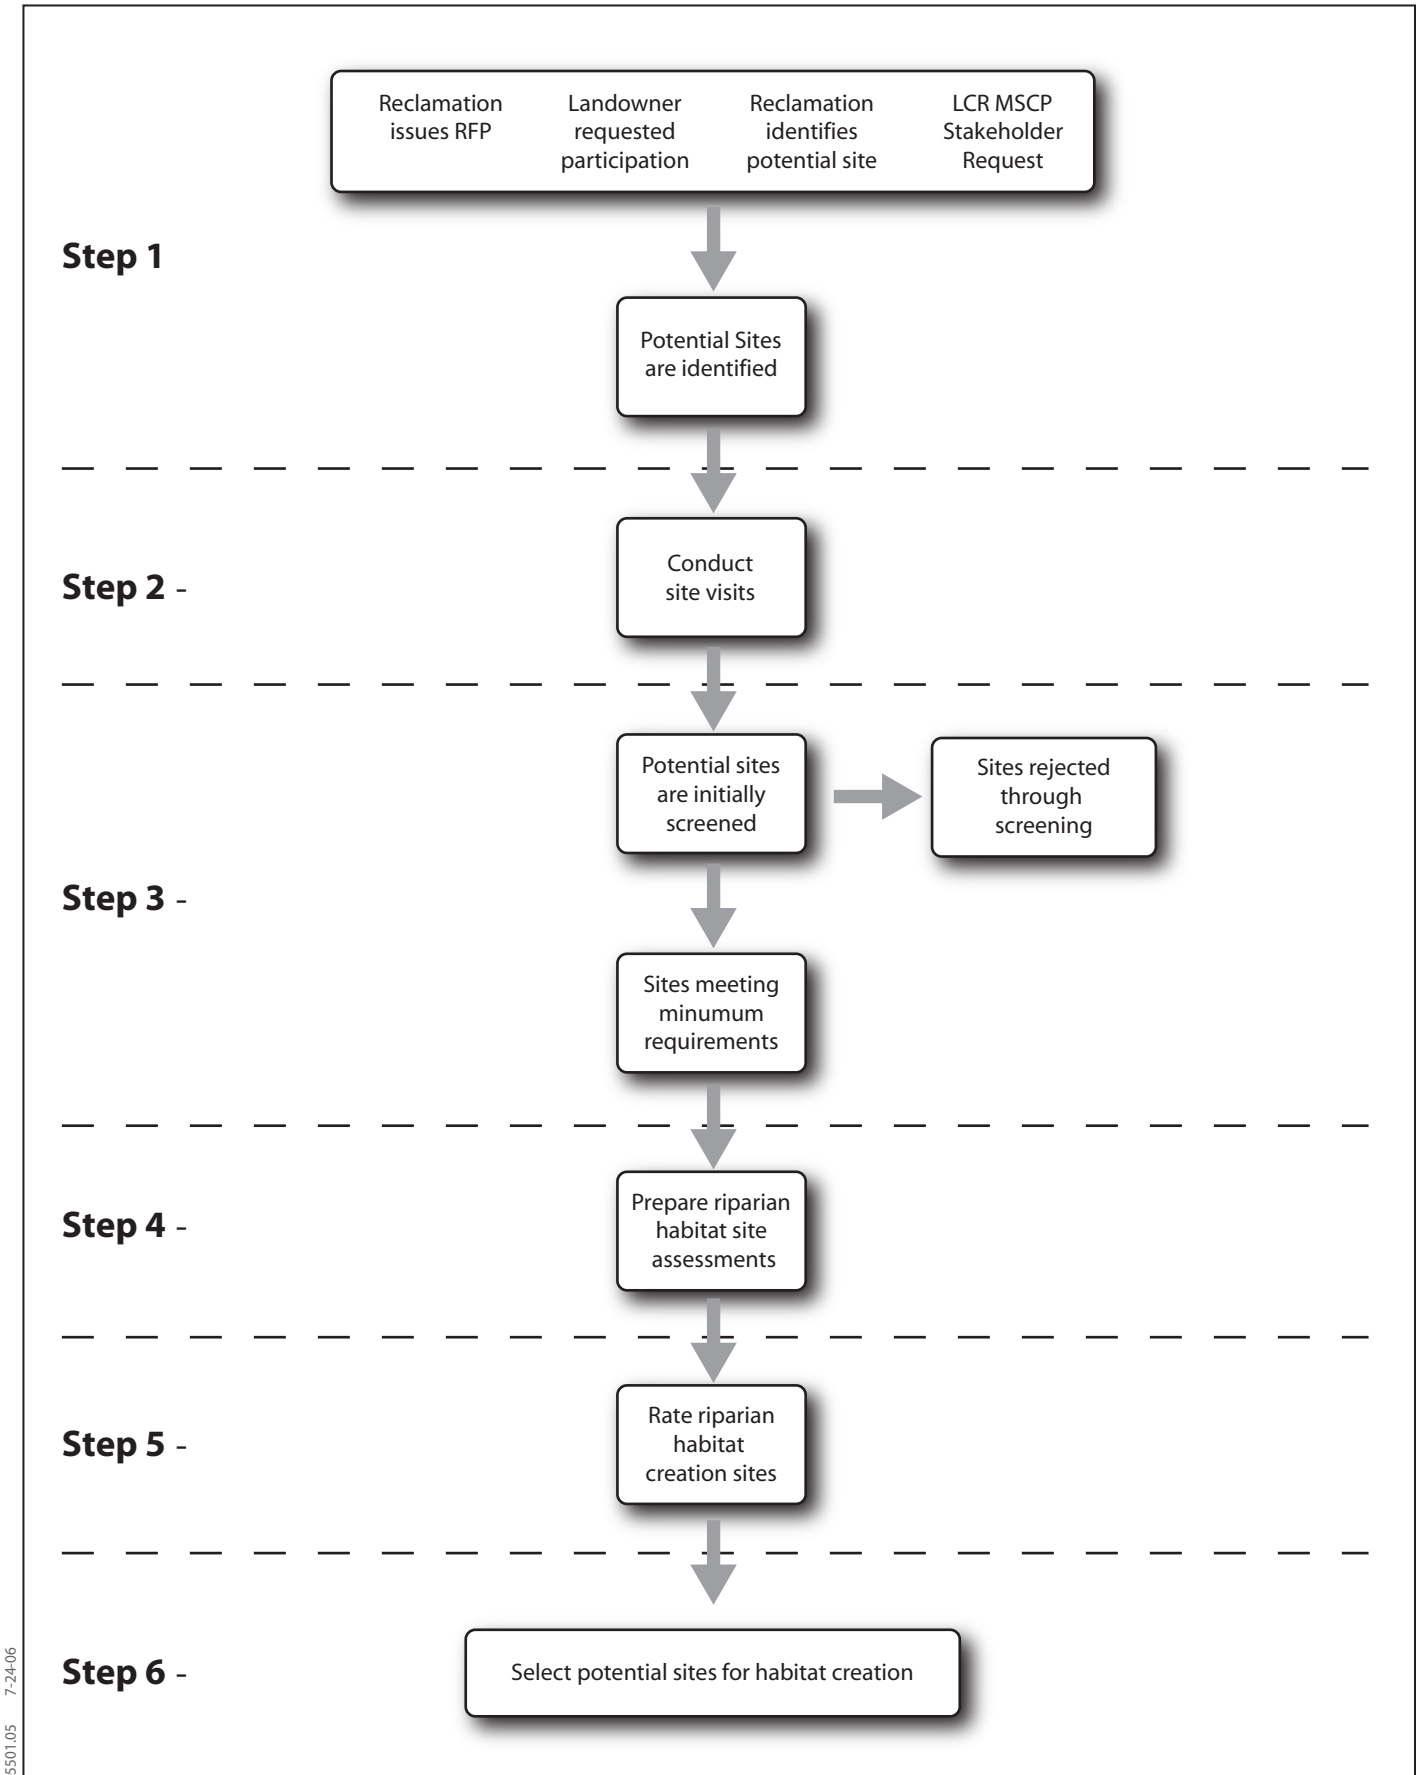 Reclamation
issues RFP
Landowner
requested
participation
Reclamation
identifies
potential site
LCR MSCP
Stakeholder
Request
Step 1
Potential Sites
are identified
Step 2 -
Conduct
site visits
Potential sites
are initially
screened
Sites rejected
through
screening
Step 3 -
Sites meeting
minumum
requirements
Step 4 -
Prepare riparian
habitat site
assessments
Step 5 -
Rate riparian
habitat
creation sites
Step 6 -
Select potential sites for habitat creation
5501.05 7-24-06